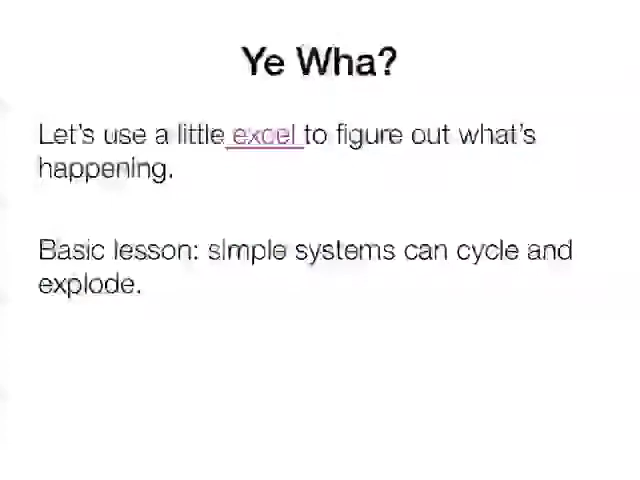 Ye Wha?
Let's use a little excel to figure out what's
happening.
Basic lesson: simple systems can cycle and
explode.